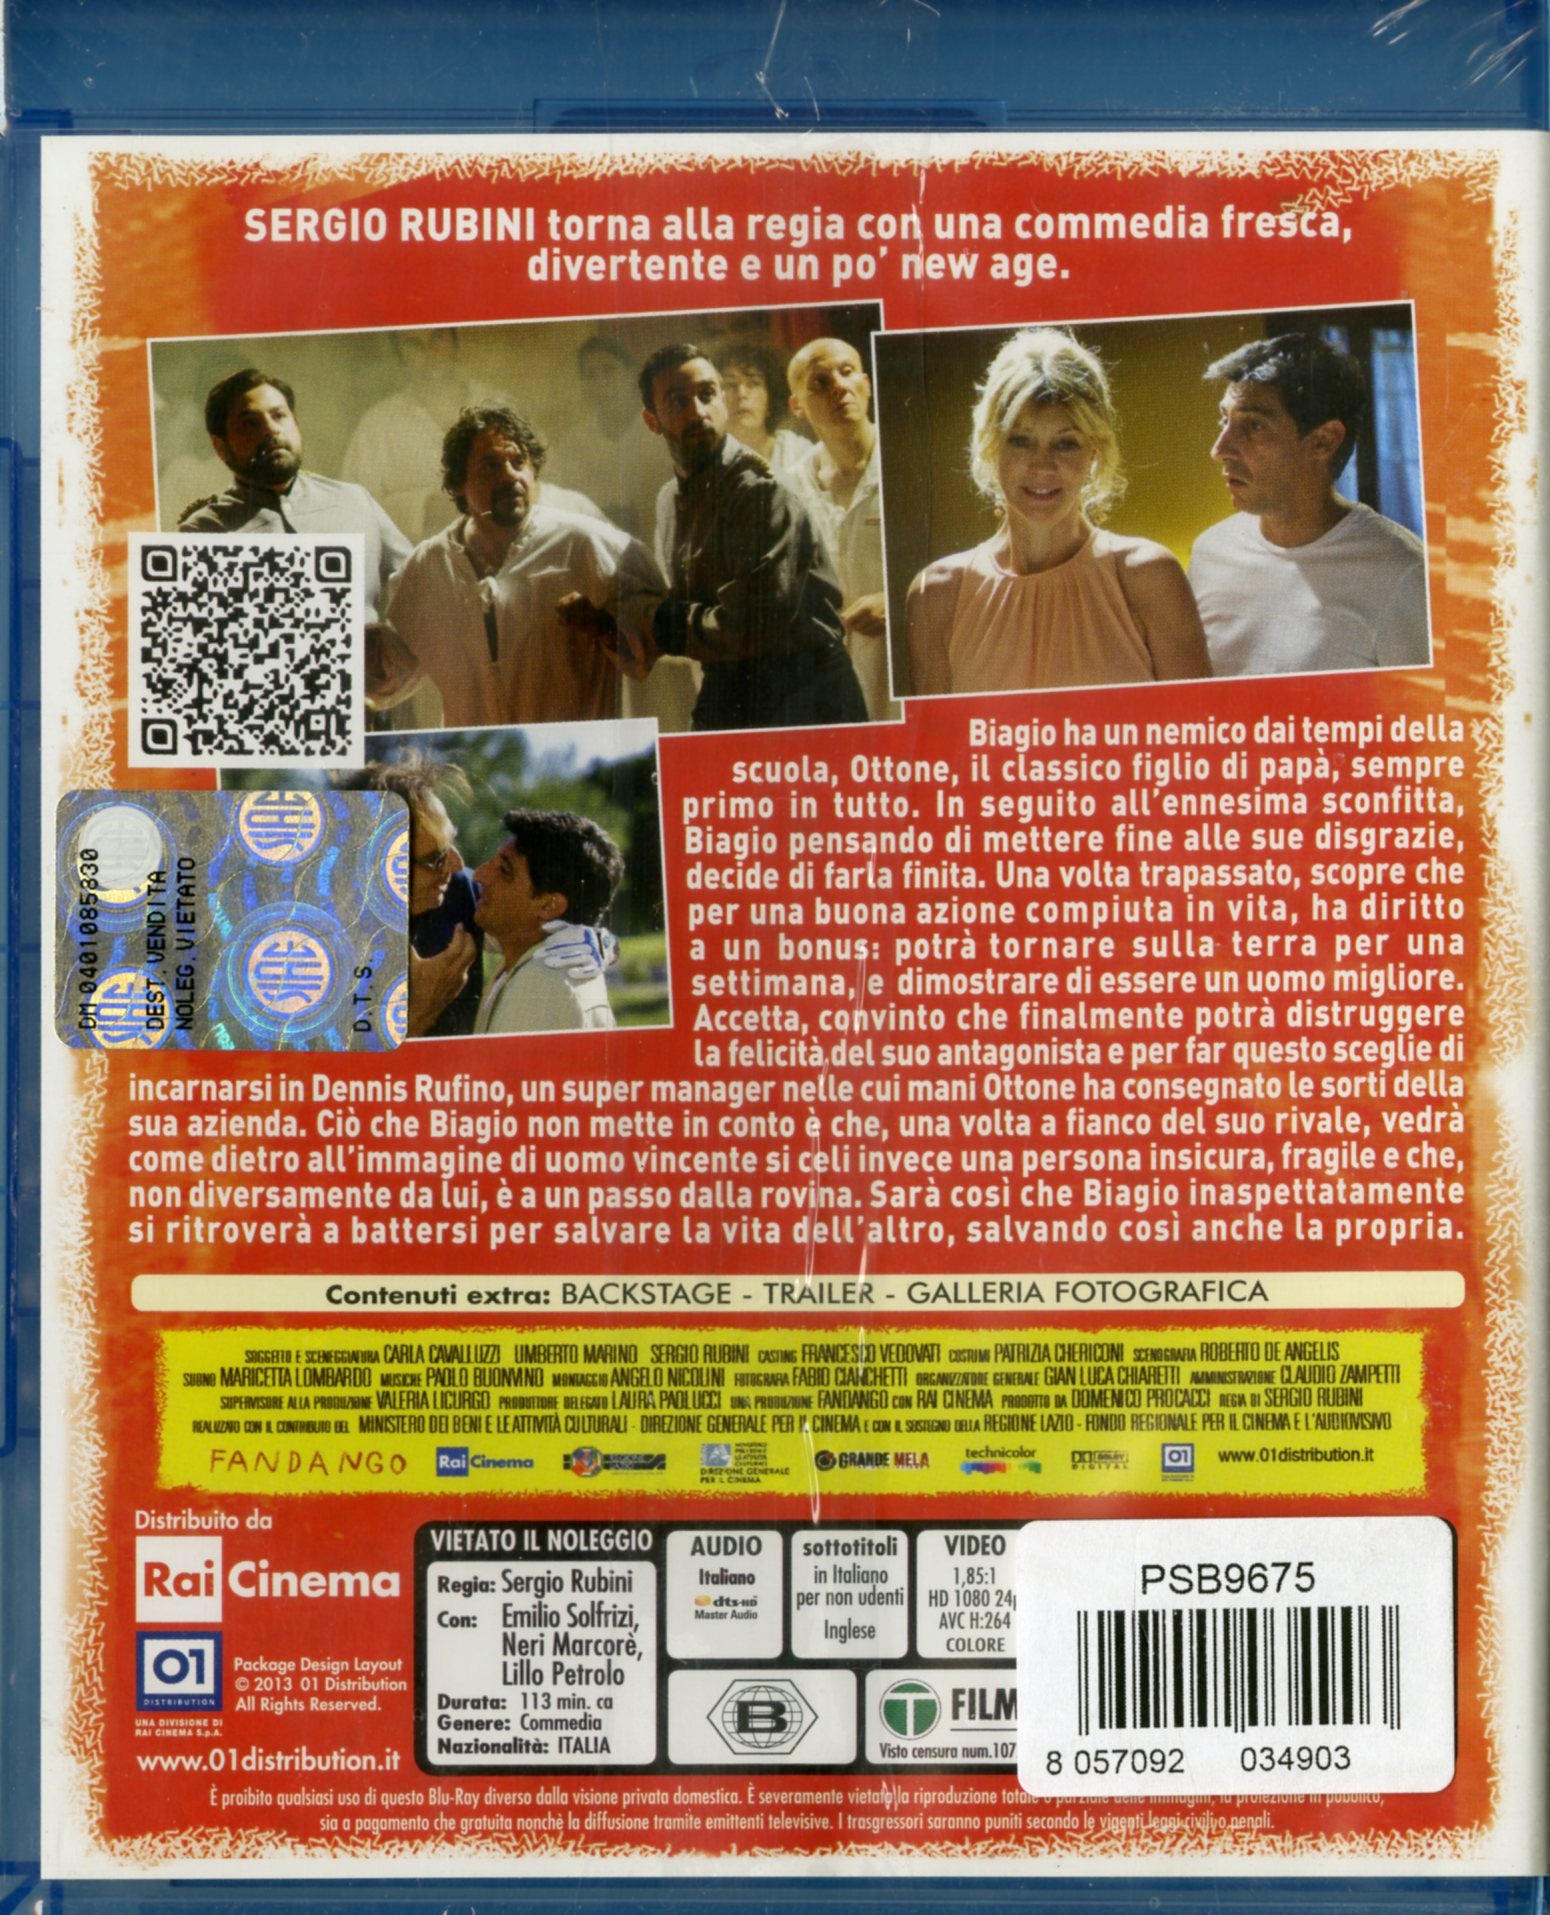 SERGIO RUBINI torna alla regia con una commedia fresca,
divertente e un po' new age.
Biagio ha un nemico dai tempi della
scuola, Ottone, il classico figlio di papà, sempre
primo in tutto. In seguito all'ennesima sconfitta,
Biagio pensando di mettere fine alle sue disgrazie,
decide di farla finita. Una volta trapassato, scopre che
per una buona azione compiuta in vita, ha diritto
a un bonus: potrà tornare sulla terra per una
settimana, e dimostrare di essere un uomo migliore.
Accetta, convinto che finalmente potrà distruggere
la felicità del suo antagonista e per far questo sceglie di
incarnarsi in Dennis Rufino, un super manager nelle cui mani Ottone ha consegnato le sorti della
sua azienda. Ciò che Biagio non mette in conto è che, una volta a fianco del suo rivale, vedrà
come dietro all'immagine di uomo vincente si celi invece una persona insicura, fragile e che,
non diversamente da lui, è a un passo dalla rovina. Sarà così che Biagio inaspettatamente
si ritroverà a battersi per salvare la vita dell'altro, salvando così anche la propria.
DM 0401085830
DEST.VENDITA
NOLEG.VIETATO
D.T.S.
Contenuti extra: BACKSTAGE - TRAILER - GALLERIA FOTOGRAFICA
SOGGETTO E SCENEGGIATURA CARLA CAVALLUZZI UMBERTO MARINO SERGIO RUBINI CASTING FRANCESCO VEDOVATI COSTUMI PATRIZIA CHERICONI SCENOGRAFIA ROBERTO DE ANGELIS
SUONO MARICETTA LOMBARDO MUSICHE PAOLO BUONVINO MONTAGGIO ANGELO NICOLINI FOTOGRAFIA FABIO CIANCHETTI ORGANIZZATORE GENERALE GIAN LUCA CHIARETTI AMMINISTRAZIONE CLAUDIO ZAMPETTI
SUPERVISORE ALLA PRODUZIONE VALERIA LICURGO PRODUTTORE DELEGATO LAURA PAOLUCCI UNA PRODUZIONE FANDANGO CON RAI CINEMA PRODOTTO DA DOMENICO PROCACCI REGIA DI SERGIO RUBINI
REALIZZATO CON IL CONTRIBUTO DEL MINISTERO DEI BENI E LE ATTIVITÀ CULTURALI - DIREZIONE GENERALE PER IL CINEMA E CON IL SOSTEGNO DELLA REGIONE LAZIO - FONDO REGIONALE PER IL CINEMA E L'AUDIOVISIVO
FANDANGO Rai Cinema DIREZIONE GENERALE GRANDE MELA technicolor DOLBY 01 www.01distribution.it
PER IL CINEMA DIGITAL
Distribuito da
Rai Cinema
01
DISTRIBUTION
UNA DIVISIONE DI
RAI CINEMA S.p.A.
Package Design Layout
© 2013 01 Distribution
All Rights Reserved.
www.01distribution.it
VIETATO IL NOLEGGIO
Regia: Sergio Rubini
Con: Emilio Solfrizi,
Neri Marcorè,
Lillo Petrolo
Durata: 113 min. ca
Genere: Commedia
Nazionalità: ITALIA
AUDIO
Italiano
dts-HD
Master Audio
sottotitoli
in Italiano
per non udenti
Inglese
VIDEO
1,85:1
HD 1080 24
AVC H:264
COLORE
B
T FILM
Visto censura num.107
PSB9675
8 057092 034903
È proibito qualsiasi uso di questo Blu-Ray diverso dalla visione privata domestica. È severamente vietata la riproduzione totale o parziale delle immagini, la proiezione in pubblico,
sia a pagamento che gratuita nonchè la diffusione tramite emittenti televisive. I trasgressori saranno puniti secondo le vigenti leggi civili o penali.